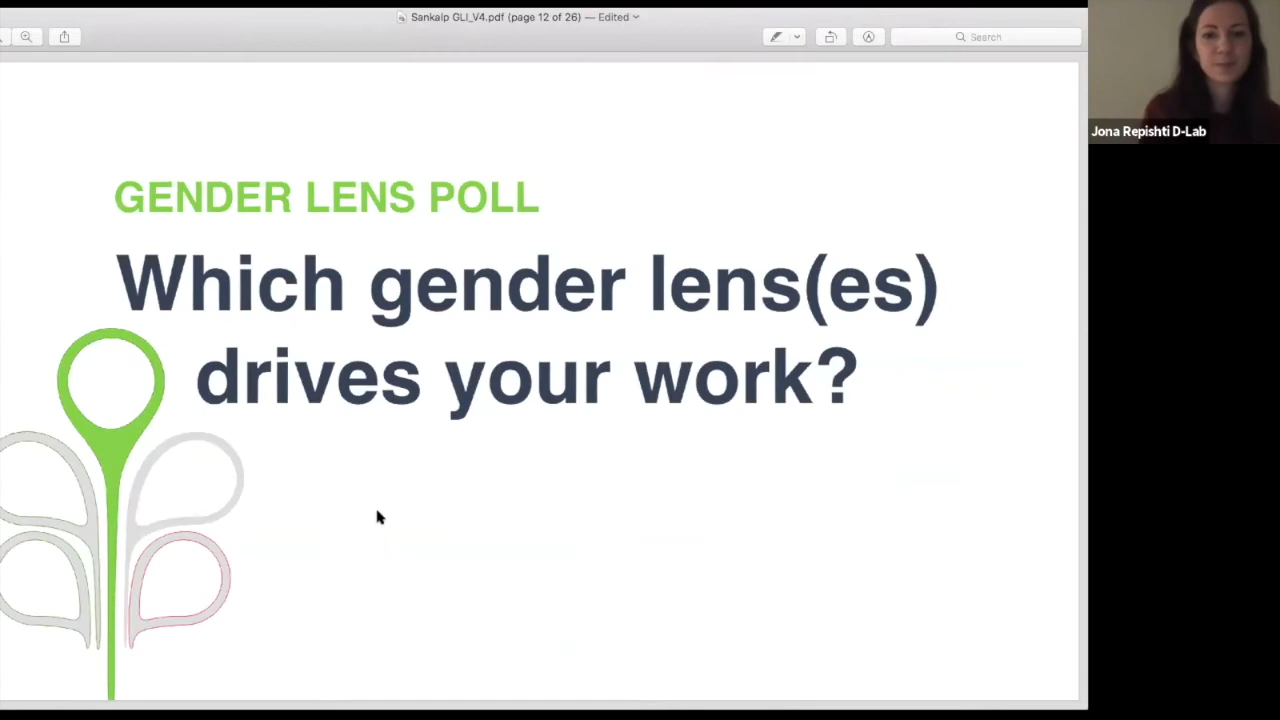 Sankalp GLI_V4.pdf (page 12 of 26) — Edited
Search
Jona Repishti D-Lab
GENDER LENS POLL
Which gender lens(es)
drives your work?